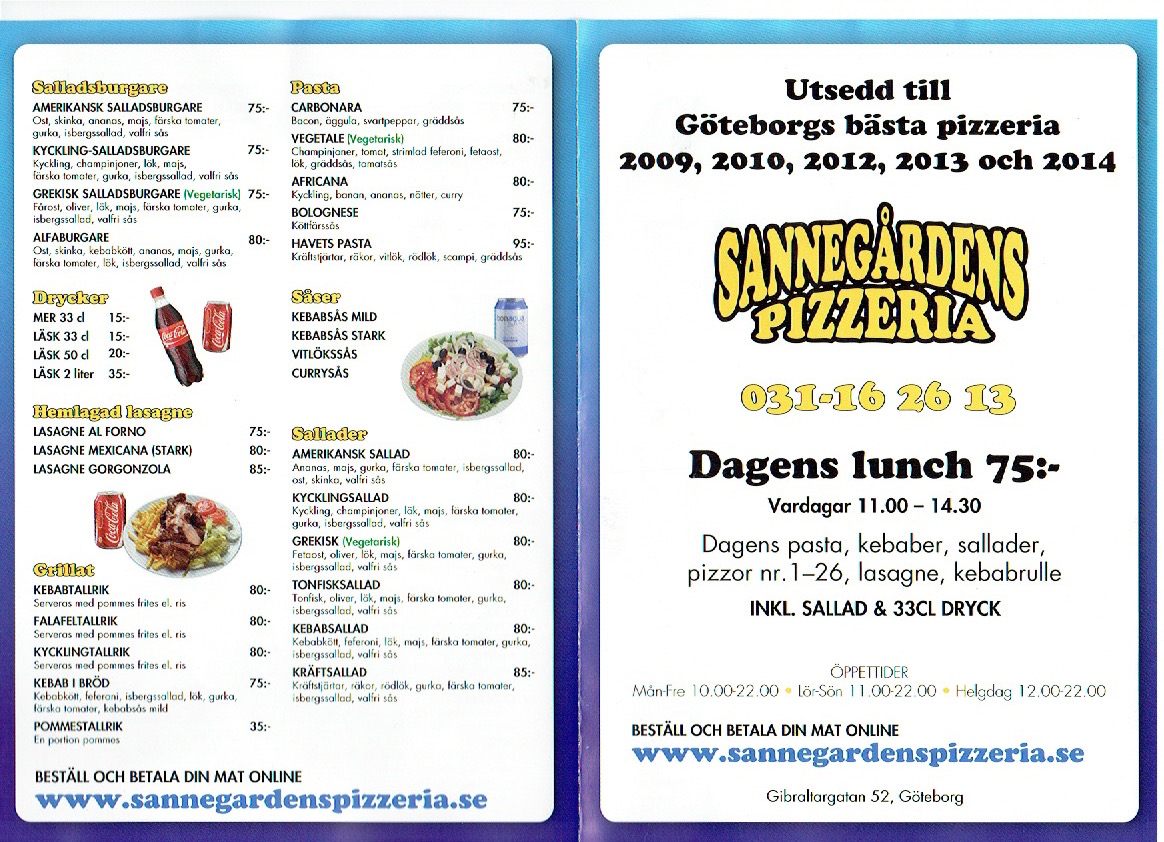 Salladsburgare
AMERIKANSK SALLADSBURGARE 75:-
Ost, skinka, ananas, majs, färska tomater,
gurka, isbergssallad, valfri sås
KYCKLING-SALLADSBURGARE 75:-
Kyckling, champinjoner, lök, majs,
färska tomater, gurka, isbergssallad, valfri sås
GREKISK SALLADSBURGARE (Vegetarisk) 75:-
Fårost, oliver, lök, majs, färska tomater, gurka,
isbergssallad, valfri sås
ALFABURGARE 80:-
Ost, skinka, kebabkött, ananas, majs, gurka,
färska tomater, lök, isbergssallad, valfri sås
Drycker
MER 33 cl 15:-
LÄSK 33 cl 15:-
LÄSK 50 cl 20:-
LÄSK 2 liter 35:-
Coca-Cola
Coca-Cola
Hemlagad lasagne
LASAGNE AL FORNO 75:-
LASAGNE MEXICANA (STARK) 80:-
LASAGNE GORGONZOLA 85:-
Coca-Cola
Grillat
KEBABTALLRIK 80:-
Serveras med pommes frites el. ris
FALAFELTALLRIK 80:-
Serveras med pommes frites el. ris
KYCKLINGTALLRIK 80:-
Serveras med pommes frites el. ris
KEBAB I BRÖD 75:-
Kebabkött, feferoni, isbergssallad, lök, gurka,
färska tomater, kebabsås mild
POMMESTALLRIK 35:-
En portion pommes
Pasta
CARBONARA 75:-
Bacon, äggula, svartpeppar, gräddsås
VEGETALE (Vegetarisk) 80:-
Champinjoner, tomat, strimlad feferoni, fetaost,
lök, gräddsås, tomatsås
AFRICANA 80:-
Kyckling, banan, ananas, nötter, curry
BOLOGNESE 75:-
Köttfärssås
HAVETS PASTA 95:-
Kräftstjärtar, räkor, vitlök, rödlök, scampi, gräddsås
Såser
KEBABSÅS MILD
KEBABSÅS STARK
VITLÖKSSÅS
CURRYSÅS
bonaqua
Sallader
AMERIKANSK SALLAD 80:-
Ananas, majs, gurka, färska tomater, isbergssallad,
ost, skinka, valfri sås
KYCKLINGSALLAD 80:-
Kyckling, champinjoner, lök, majs, färska tomater,
gurka, isbergssallad, valfri sås
GREKISK (Vegetarisk) 80:-
Fetaost, oliver, lök, majs, färska tomater, gurka,
isbergssallad, valfri sås
TONFISKSALLAD 80:-
Tonfisk, oliver, lök, majs, färska tomater, gurka,
isbergssallad, valfri sås
KEBABSALLAD 80:-
Kebabkött, feferoni, lök, majs, färska tomater, gurka,
isbergssallad, valfri sås
KRÄFTSALLAD 85:-
Kräftstjärtar, räkor, rödlök, gurka, färska tomater,
isbergssallad, valfri sås
BESTÄLL OCH BETALA DIN MAT ONLINE
www.sannegardenspizzeria.se
Utsedd till
Göteborgs bästa pizzeria
2009, 2010, 2012, 2013 och 2014
SANNEGÅRDENS
PIZZERIA
031-16 26 13
Dagens lunch 75:-
Vardagar 11.00 – 14.30
Dagens pasta, kebaber, sallader,
pizzor nr.1–26, lasagne, kebabrulle
INKL. SALLAD & 33CL DRYCK
ÖPPETTIDER
Mån-Fre 10.00-22.00 • Lör-Sön 11.00-22.00 • Helgdag 12.00-22.00
BESTÄLL OCH BETALA DIN MAT ONLINE
www.sannegardenspizzeria.se
Gibraltargatan 52, Göteborg